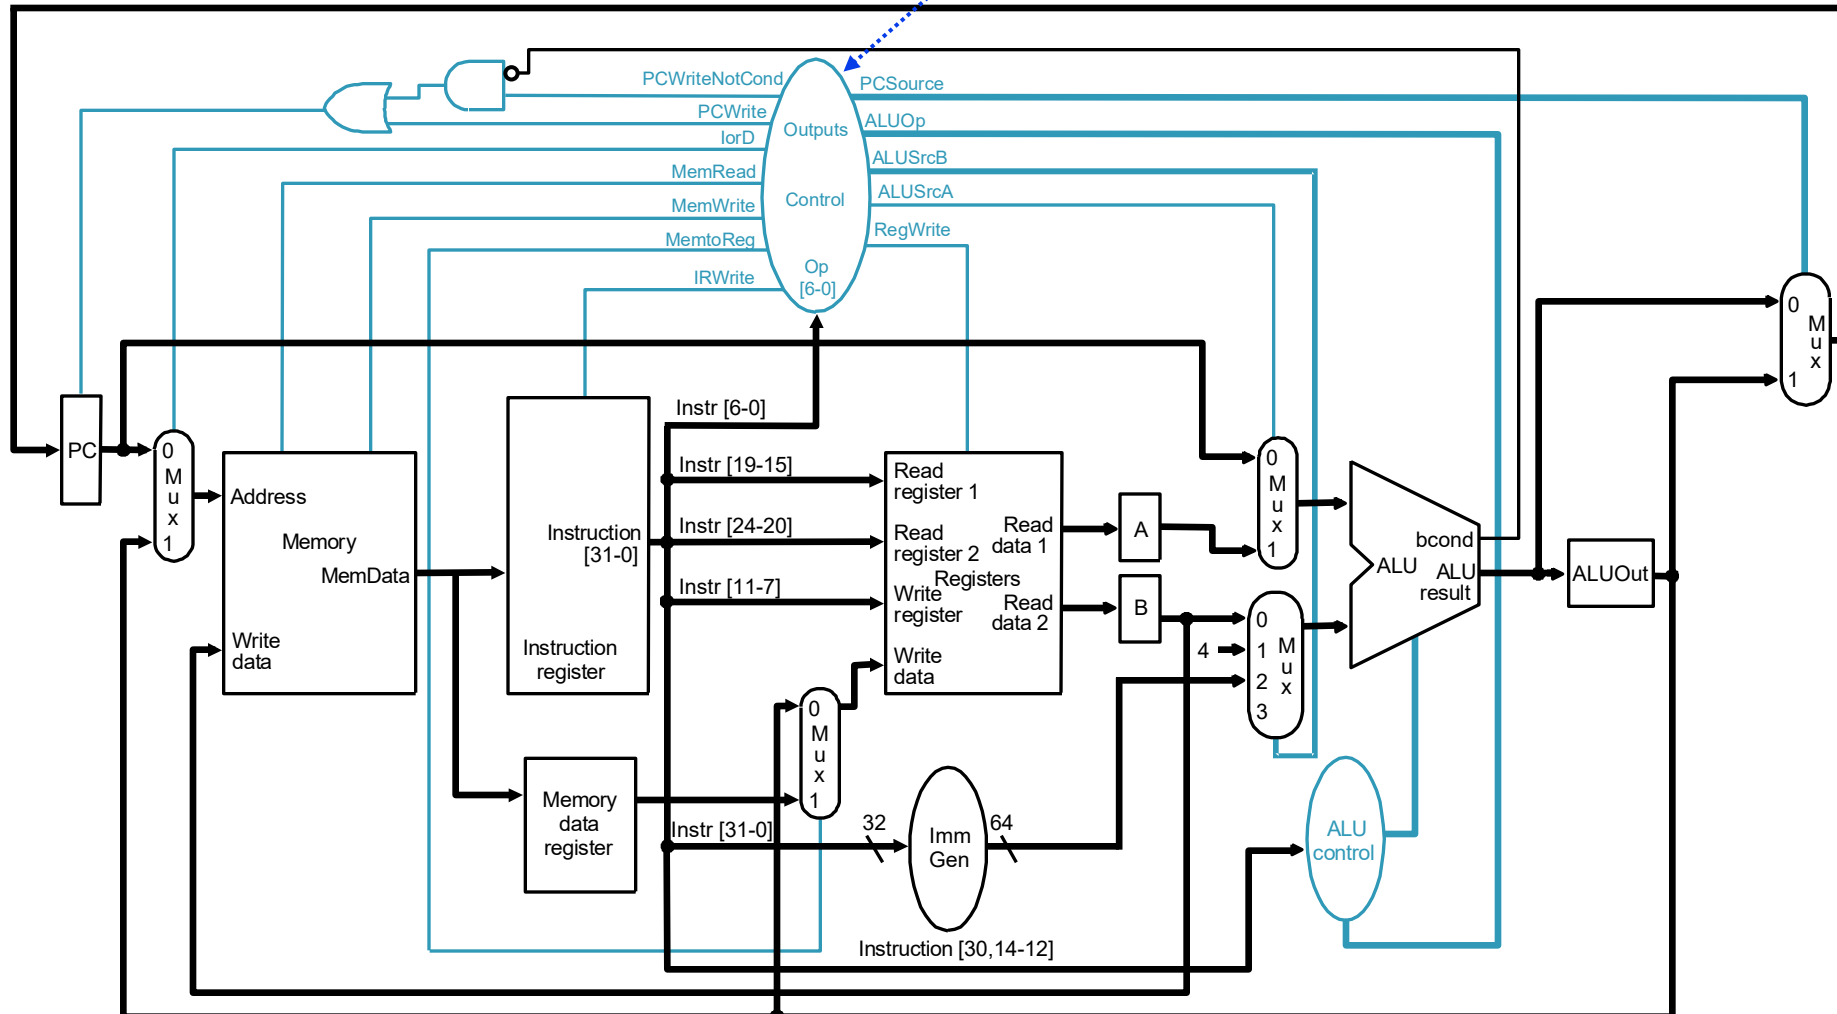 PCWriteNotCond
PCSource
PCWrite
ALUOp
Outputs
IorD
ALUSrcB
MemRead
ALUSrcA
Control
MemWrite
RegWrite
MemtoReg
Op
[6-0]
IRWrite
0
M
u
x
1
Instr [6-0]
PC
0
M
u
x
1
Address
Memory
MemData
Write
data
Instruction
[31-0]
Instruction
register
Instr [19-15]
Instr [24-20]
Instr [11-7]
Read
register 1
Read
register 2
Registers
Write
register
Write
data
Read
data 1
Read
data 2
A
B
0
M
u
x
1
0
4
1
2
3
M
u
x
bcond
ALU
ALU
result
ALUOut
0
M
u
x
1
Memory
data
register
Instr [31-0]
32
Imm
Gen
64
ALU
control
Instruction [30,14-12]